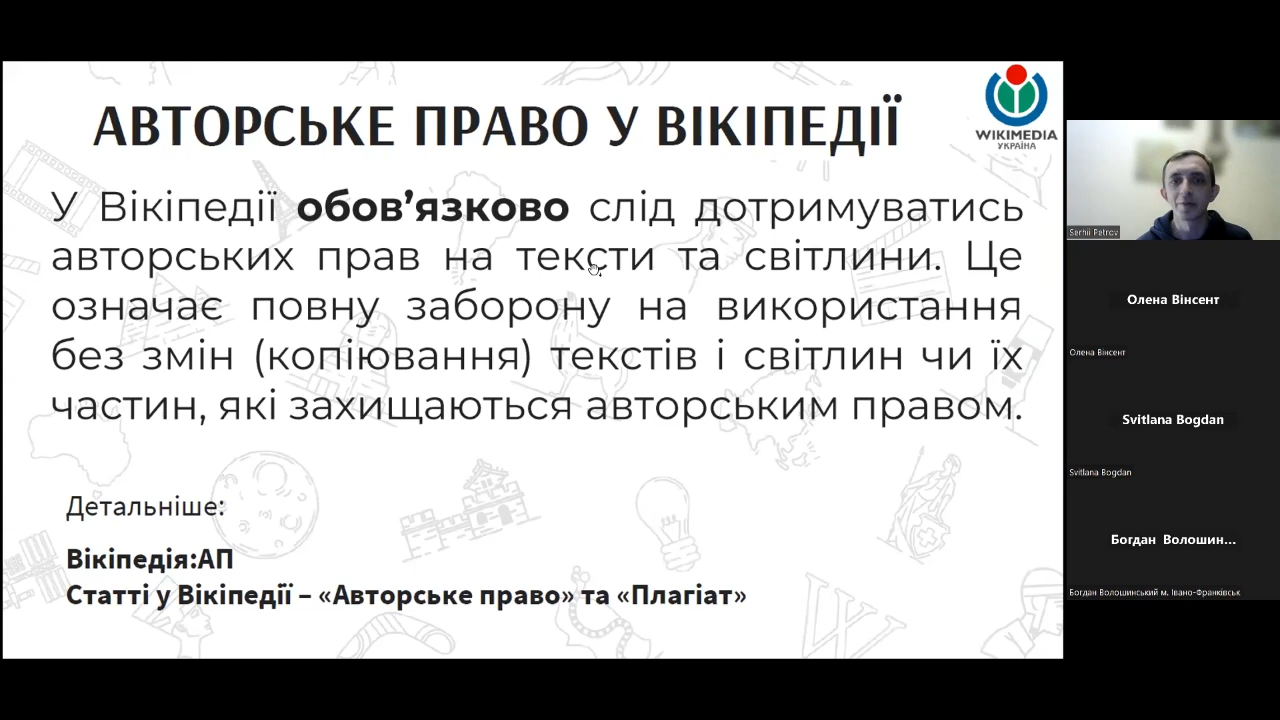 АВТОРСЬКЕ ПРАВО У ВІКІПЕДІЇ
WIKIMEDIA
УКРАЇНА
У Вікіпедії обов’язково слід дотримуватись
авторських прав на тексти та світлини. Це
означає повну заборону на використання
без змін (копіювання) текстів і світлин чи їх
частин, які захищаються авторським правом.
Детальніше:
Вікіпедія:АП
Статті у Вікіпедії – «Авторське право» та «Плагіат»
Serhii Petrov
Олена Вінсент
Олена Вінсент
Svitlana Bogdan
Svitlana Bogdan
Богдан Волошин...
Богдан Волошинський м. Івано-Франківськ